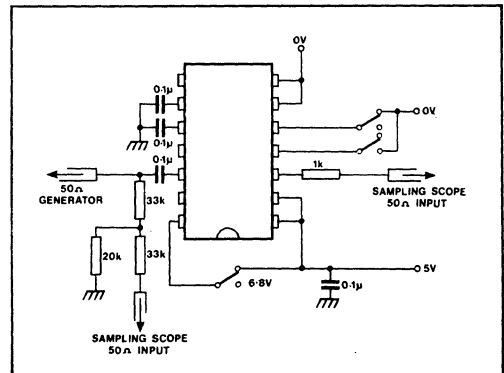 0V
0·1µ
0·1µ
0V
0·1µ
1k
50Ω
GENERATOR
33k
SAMPLING SCOPE
50Ω INPUT
20k
33k
6·8V
5V
0·1µ
SAMPLING SCOPE
50Ω INPUT